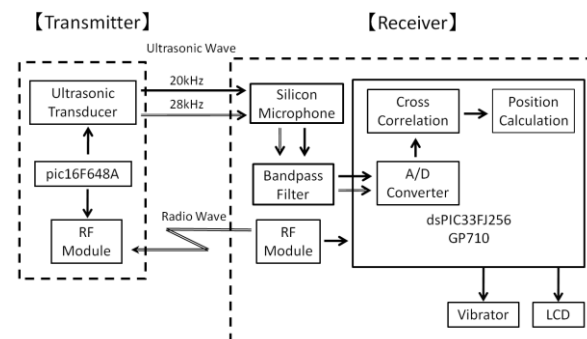 【Transmitter】
【Receiver】
Ultrasonic Wave
20kHz
28kHz
Ultrasonic
Transducer
pic16F648A
RF
Module
Radio Wave
Silicon
Microphone
Bandpass
Filter
RF
Module
Cross
Correlation
Position
Calculation
A/D
Converter
dsPIC33FJ256
GP710
Vibrator
LCD